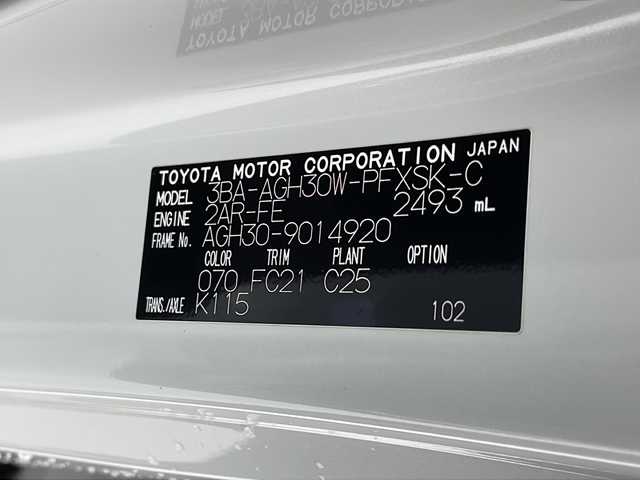 TOYOTA MOTOR CORPORATION JAPAN
MODEL 3BA-AGH30W-PFXSK-C
ENGINE 2AR-FE 2493 mL
FRAME No. AGH30-9014920
COLOR TRIM PLANT OPTION
070 FC21 C25
TRANS./AXLE K115 102